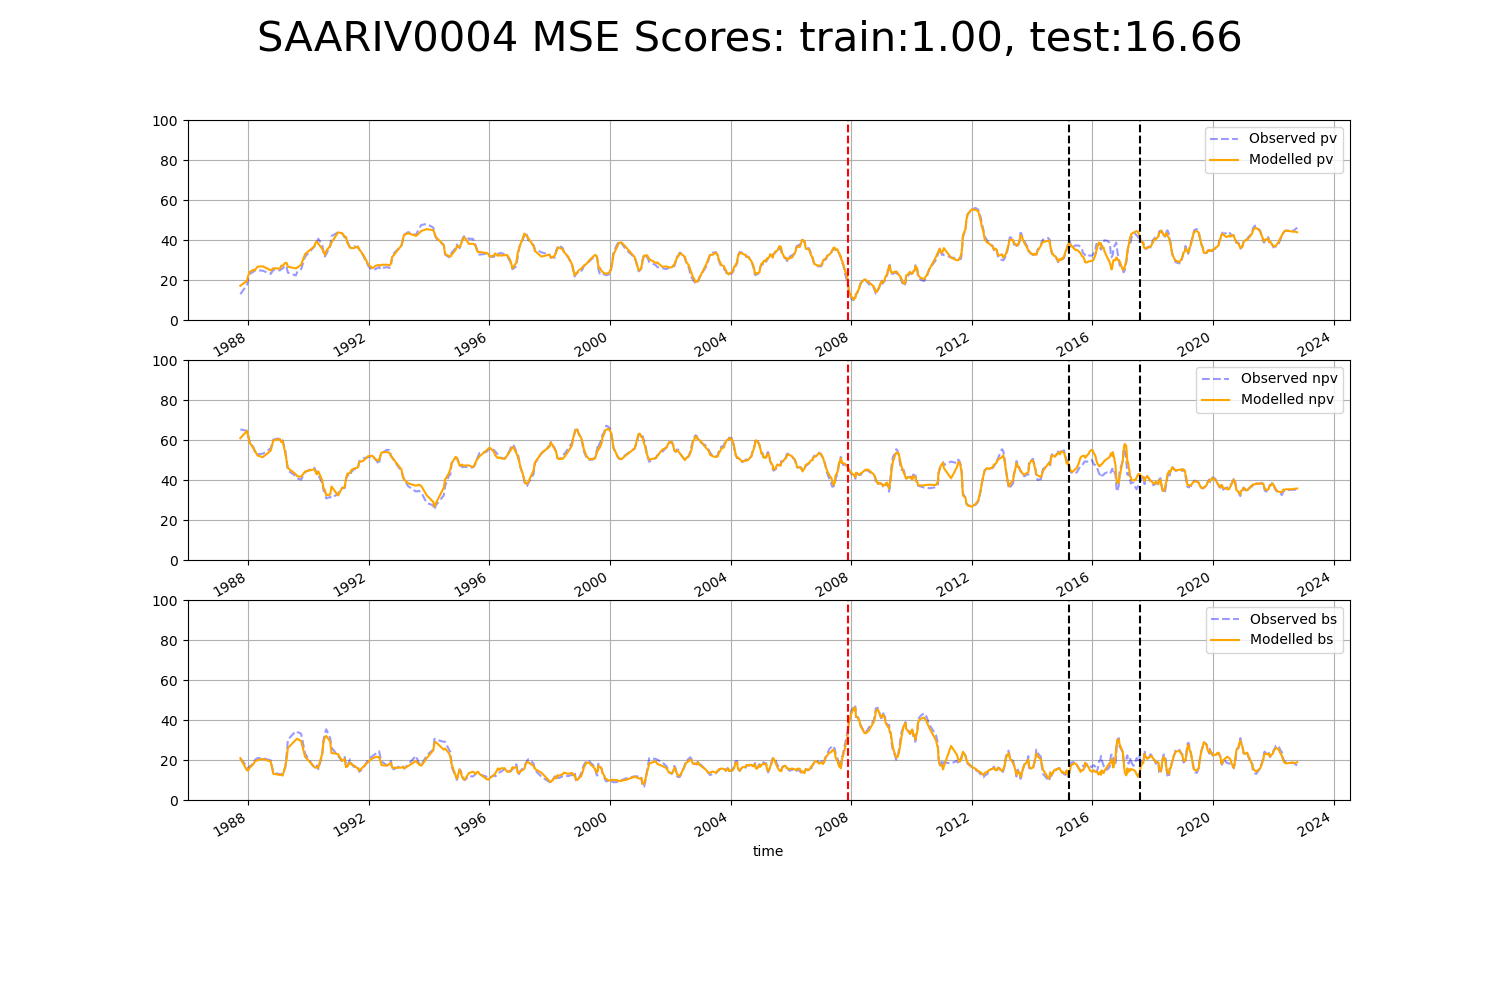 SAARIV0004 MSE Scores: train:1.00, test:16.66
100
80
60
40
20
0
Observed pv
Modelled pv
1988 1992 1996 2000 2004 2008 2012 2016 2020 2024
100
80
60
40
20
0
Observed npv
Modelled npv
1988 1992 1996 2000 2004 2008 2012 2016 2020 2024
100
80
60
40
20
0
Observed bs
Modelled bs
1988 1992 1996 2000 2004 2008 2012 2016 2020 2024
time